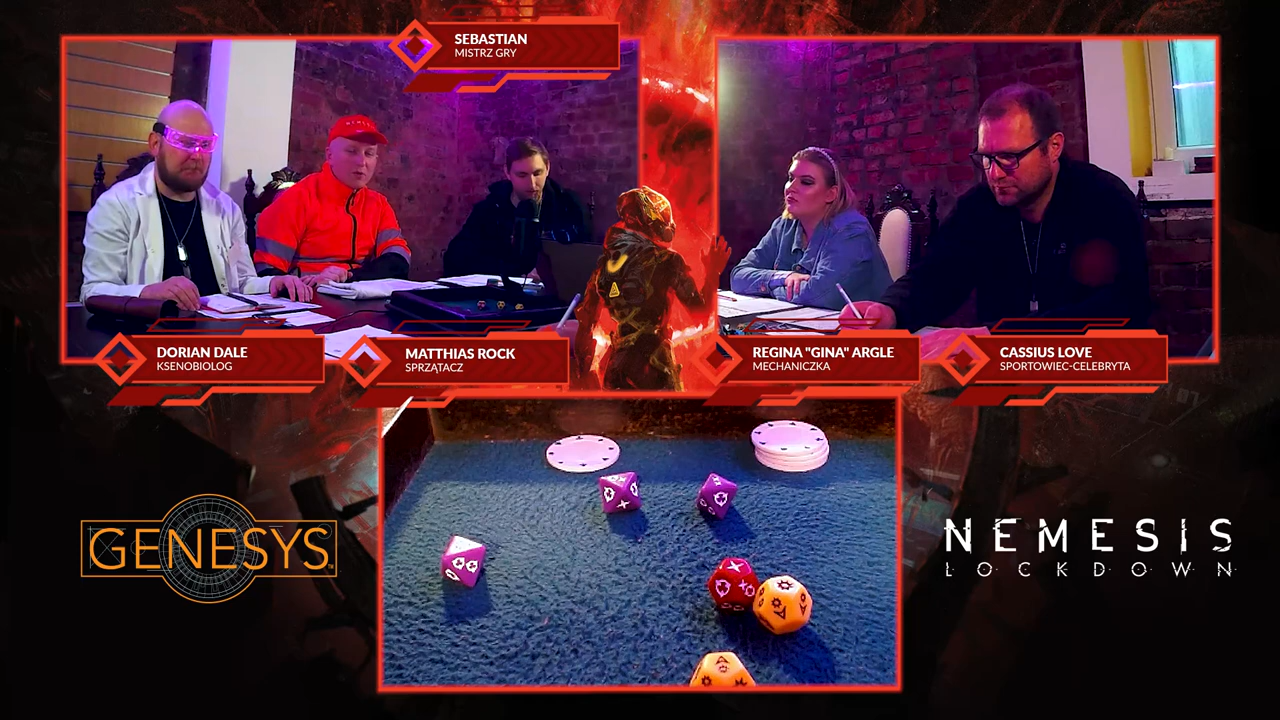 SEBASTIAN
MISTRZ GRY
DORIAN DALE
KSENOBIOLOG
MATTHIAS ROCK
SPRZĄTACZ
REGINA "GINA" ARGLE
MECHANICZKA
CASSIUS LOVE
SPORTOWIEC-CELEBRYTA
GENESYS
NEMESIS
LOCKDOWN